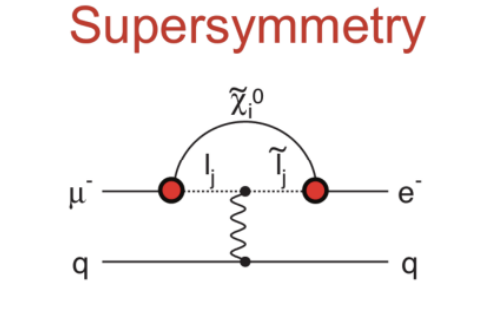 Supersymmetry
χ̃ᵢ⁰
lⱼ l̃ⱼ
μ⁻ e⁻
q q